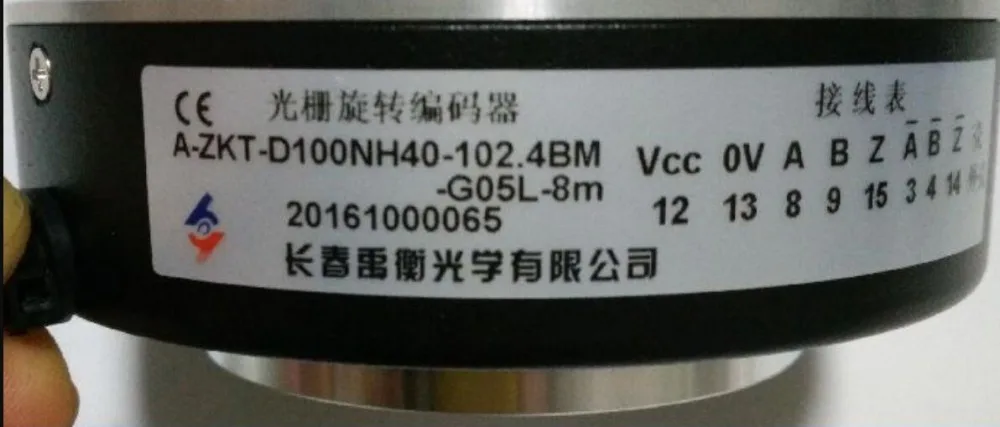 CE 光栅旋转编码器
A-ZKT-D100NH40-102.4BM
-G05L-8m
20161000065
长春禹衡光学有限公司
接线表
Vcc 0V A B Z A̅ B̅ Z̅
12 13 8 9 15 3 4 14